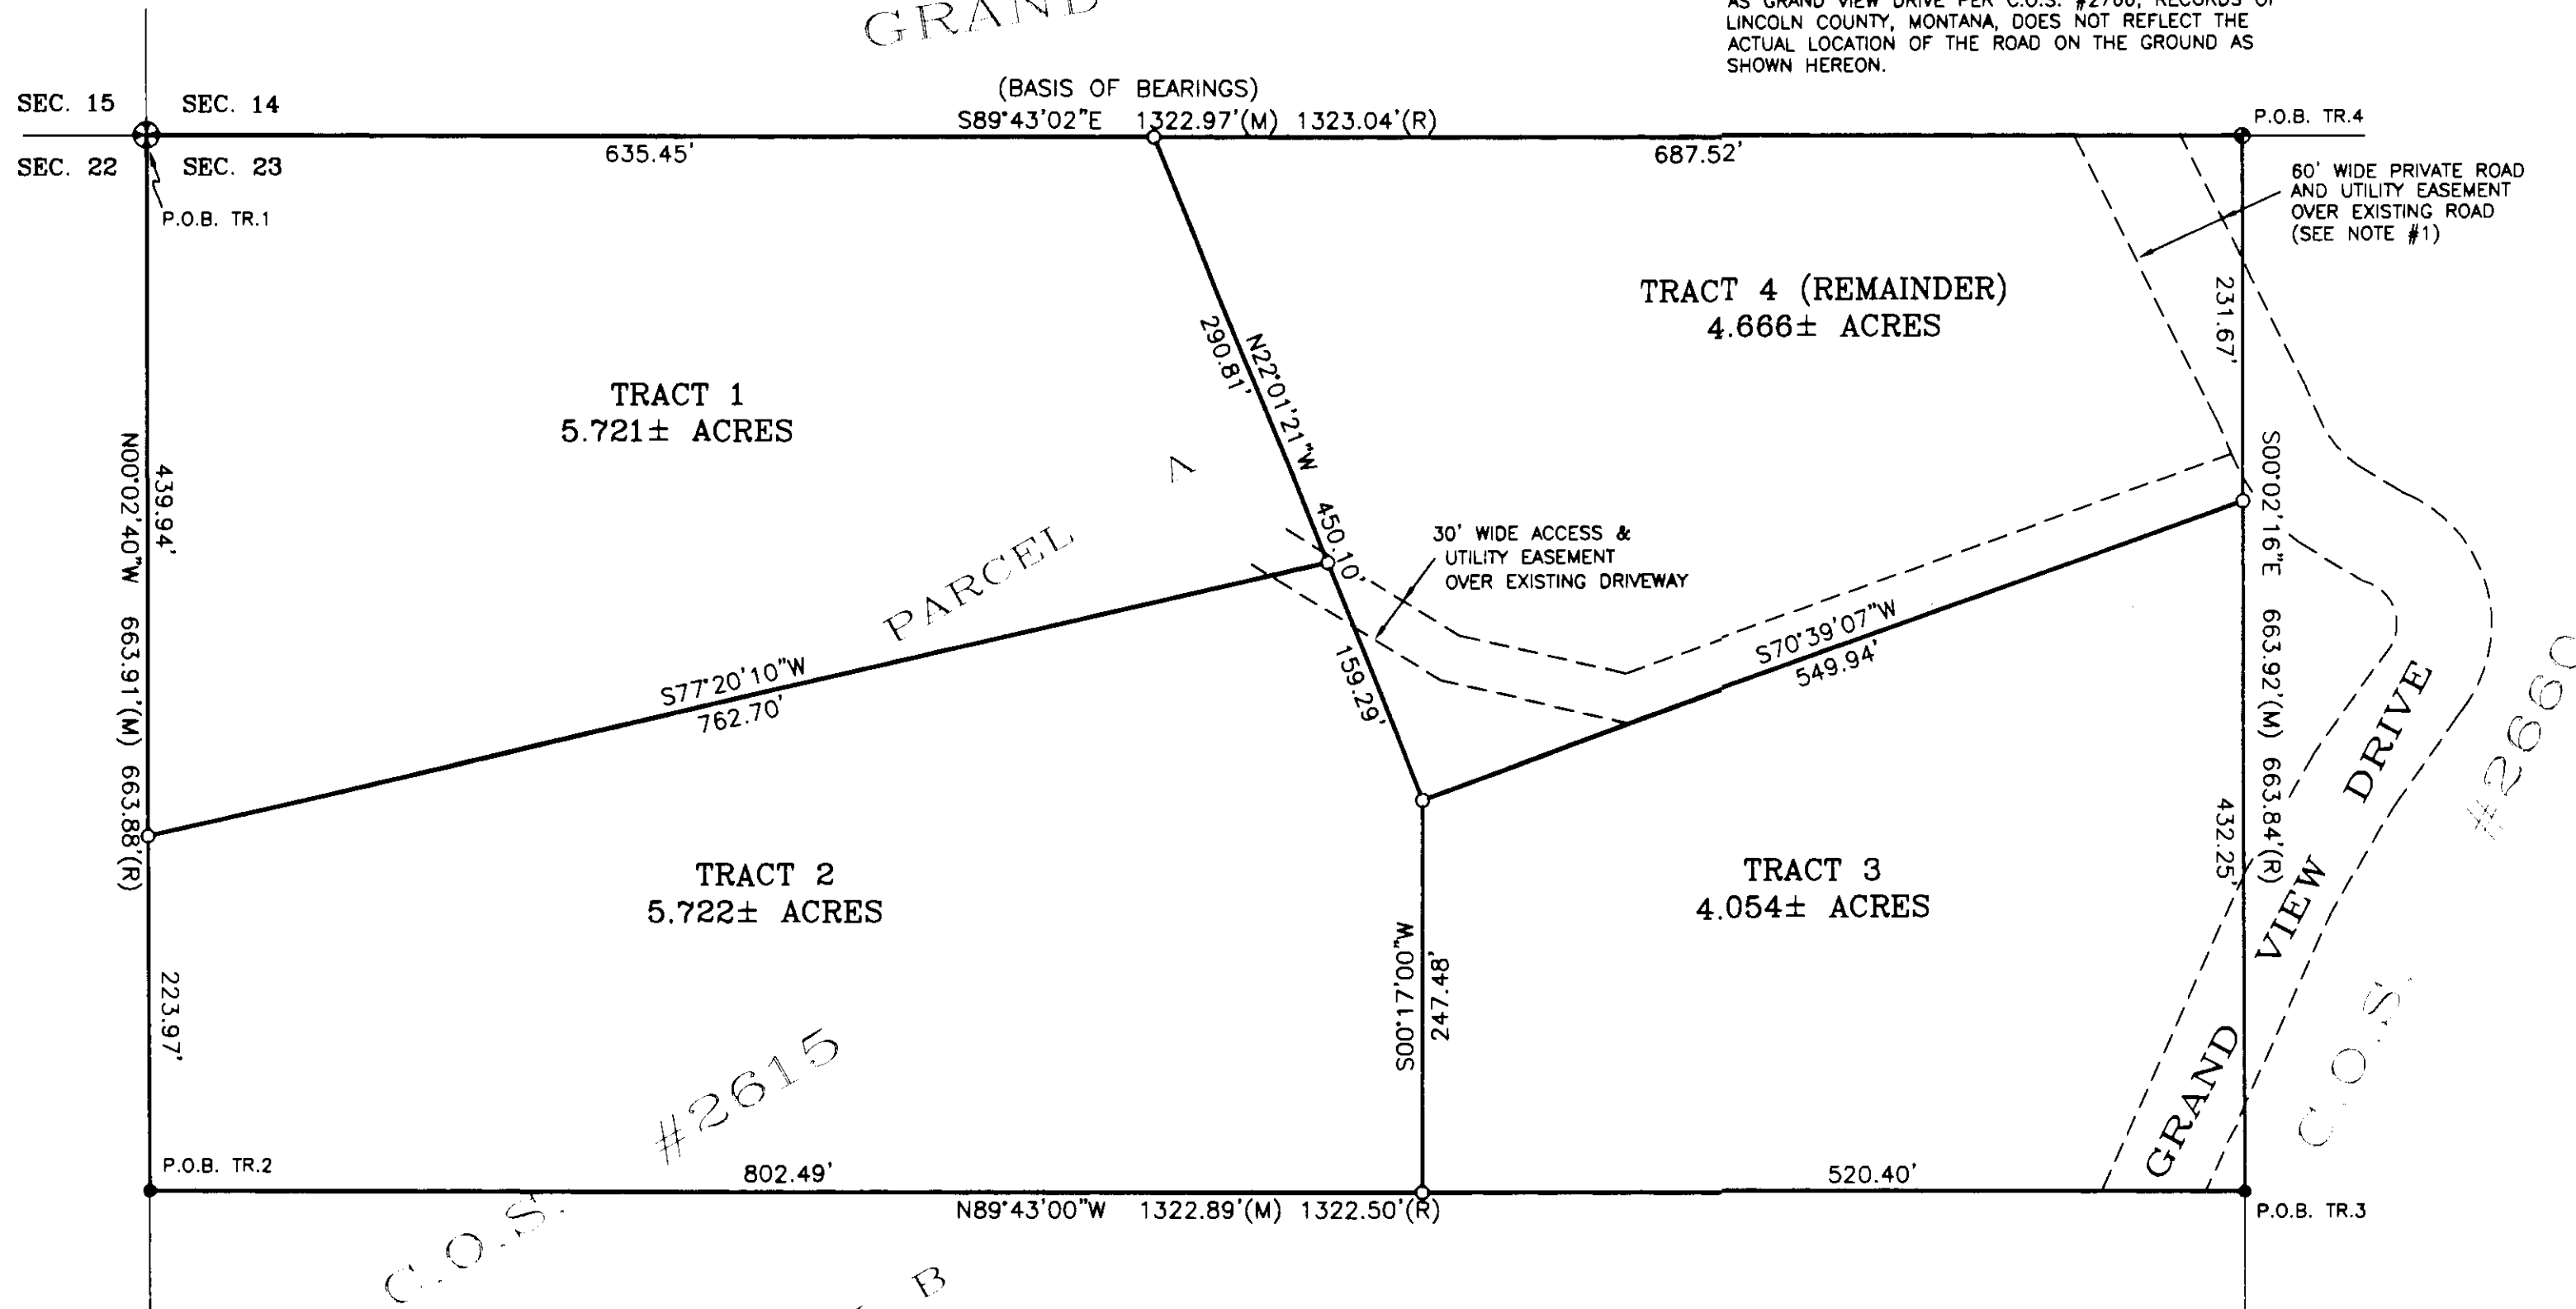 GRAND
AS GRAND VIEW DRIVE PER C.O.S. #2700, RECORDS OF
LINCOLN COUNTY, MONTANA, DOES NOT REFLECT THE
ACTUAL LOCATION OF THE ROAD ON THE GROUND AS
SHOWN HEREON.
(BASIS OF BEARINGS)
S89°43'02"E 1322.97'(M) 1323.04'(R)
SEC. 15 SEC. 14
SEC. 22 SEC. 23
P.O.B. TR.1
P.O.B. TR.4
635.45'
687.52'
60' WIDE PRIVATE ROAD
AND UTILITY EASEMENT
OVER EXISTING ROAD
(SEE NOTE #1)
TRACT 4 (REMAINDER)
4.666± ACRES
231.67'
N22°01'21"W 450.10'
290.81'
TRACT 1
5.721± ACRES
439.94'
N00°02'40"W 663.91'(M) 663.88'(R)
PARCEL A
30' WIDE ACCESS &
UTILITY EASEMENT
OVER EXISTING DRIVEWAY
S00°02'16"E 663.92'(M) 663.84'(R)
S70°39'07"W
549.94'
S77°20'10"W
762.70'
159.29'
432.25'
TRACT 2
5.722± ACRES
TRACT 3
4.054± ACRES
S00°17'00"W
247.48'
GRAND VIEW DRIVE
C.O.S. #2660
223.97'
P.O.B. TR.2
802.49'
520.40'
N89°43'00"W 1322.89'(M) 1322.50'(R)
P.O.B. TR.3
C.O.S. #2615
B